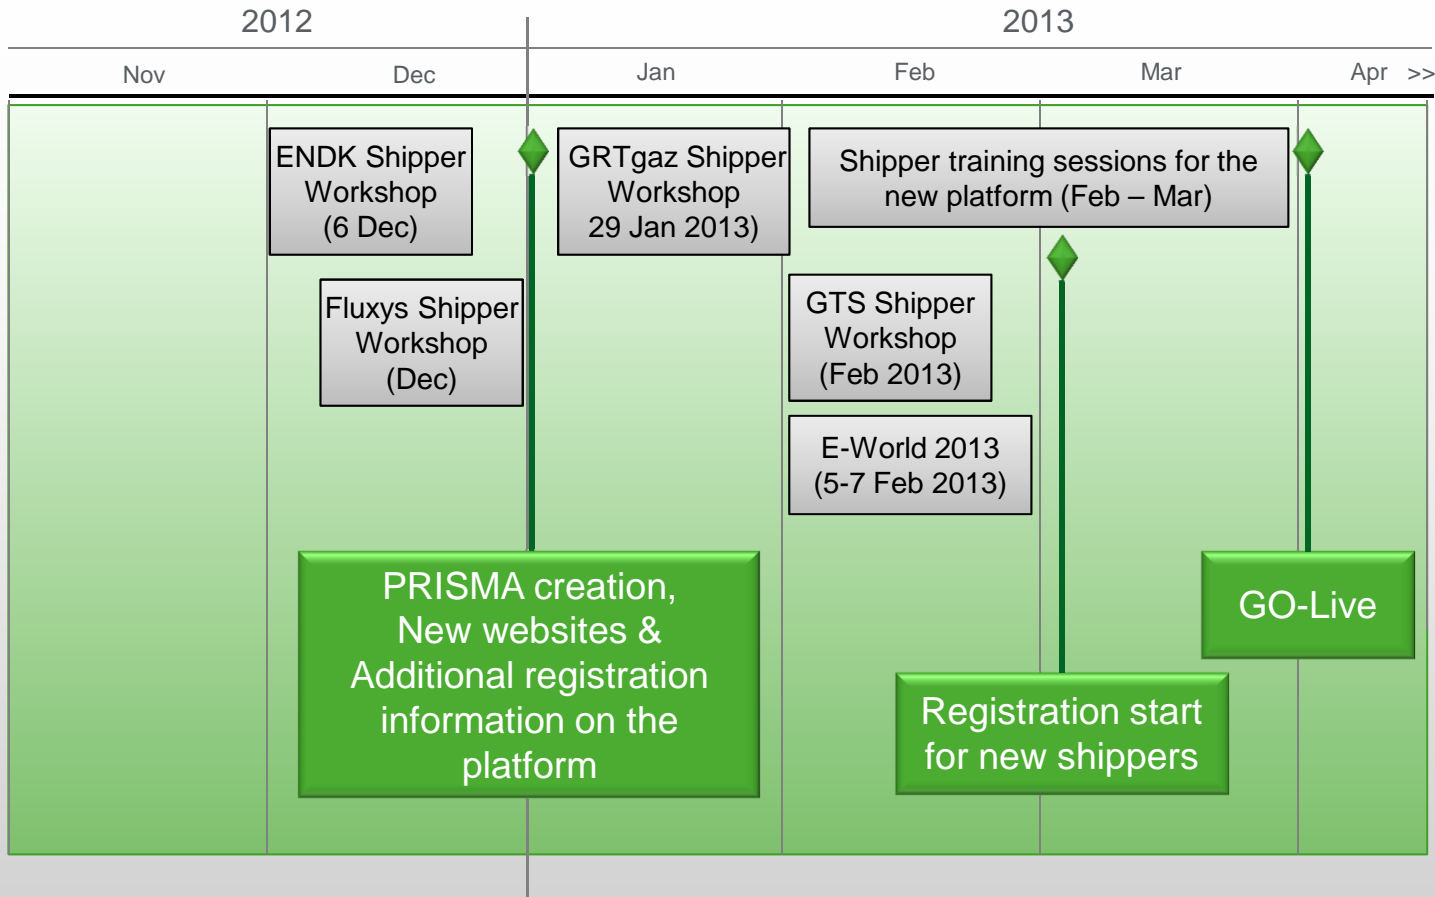 2012
2013
Nov
Dec
Jan
Feb
Mar
Apr >>
ENDK Shipper
Workshop
(6 Dec)
GRTgaz Shipper
Workshop
29 Jan 2013)
Shipper training sessions for the
new platform (Feb – Mar)
Fluxys Shipper
Workshop
(Dec)
GTS Shipper
Workshop
(Feb 2013)
E-World 2013
(5-7 Feb 2013)
PRISMA creation,
New websites &
Additional registration
information on the
platform
GO-Live
Registration start
for new shippers